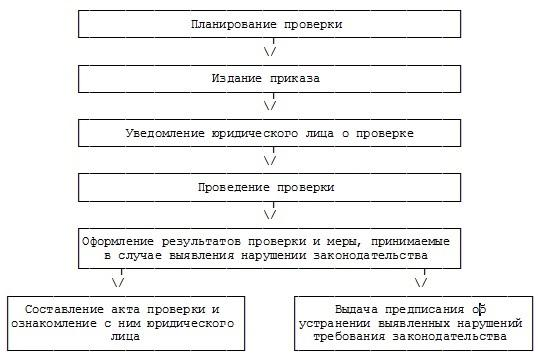 Планирование проверки
Издание приказа
Уведомление юридического лица о проверке
Проведение проверки
Оформление результатов проверки и меры, принимаемые
в случае выявления нарушении законодательства
Составление акта проверки и
ознакомление с ним юридического
лица
Выдача предписания об
устранении выявленных нарушений
требования законодательства